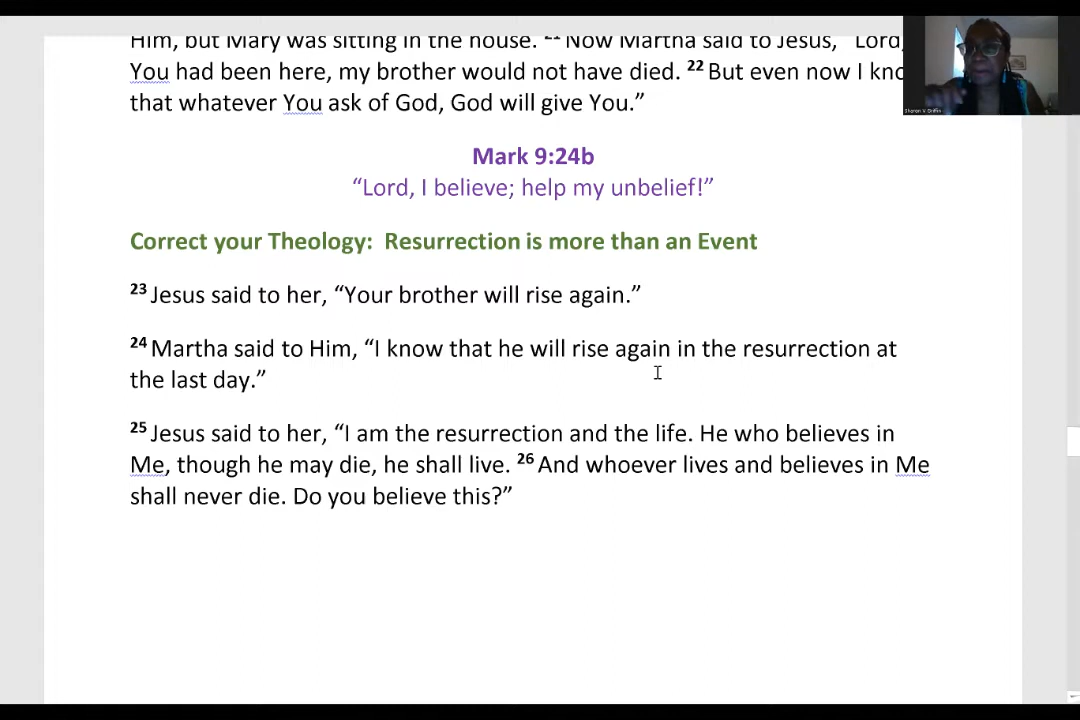 Him, but Mary was sitting in the house. 21 Now Martha said to Jesus, "Lord,
You had been here, my brother would not have died. 22 But even now I kno
that whatever You ask of God, God will give You."
Mark 9:24b
"Lord, I believe; help my unbelief!"
Correct your Theology: Resurrection is more than an Event
23 Jesus said to her, "Your brother will rise again."
24 Martha said to Him, "I know that he will rise again in the resurrection at
the last day."
25 Jesus said to her, "I am the resurrection and the life. He who believes in
Me, though he may die, he shall live. 26 And whoever lives and believes in Me
shall never die. Do you believe this?"
Sharon V Griffin